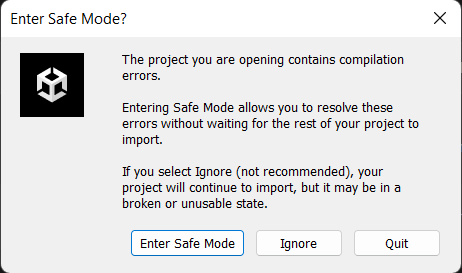 Enter Safe Mode?
The project you are opening contains compilation
errors.
Entering Safe Mode allows you to resolve these
errors without waiting for the rest of your project to
import.
If you select Ignore (not recommended), your
project will continue to import, but it may be in a
broken or unusable state.
Enter Safe Mode
Ignore
Quit